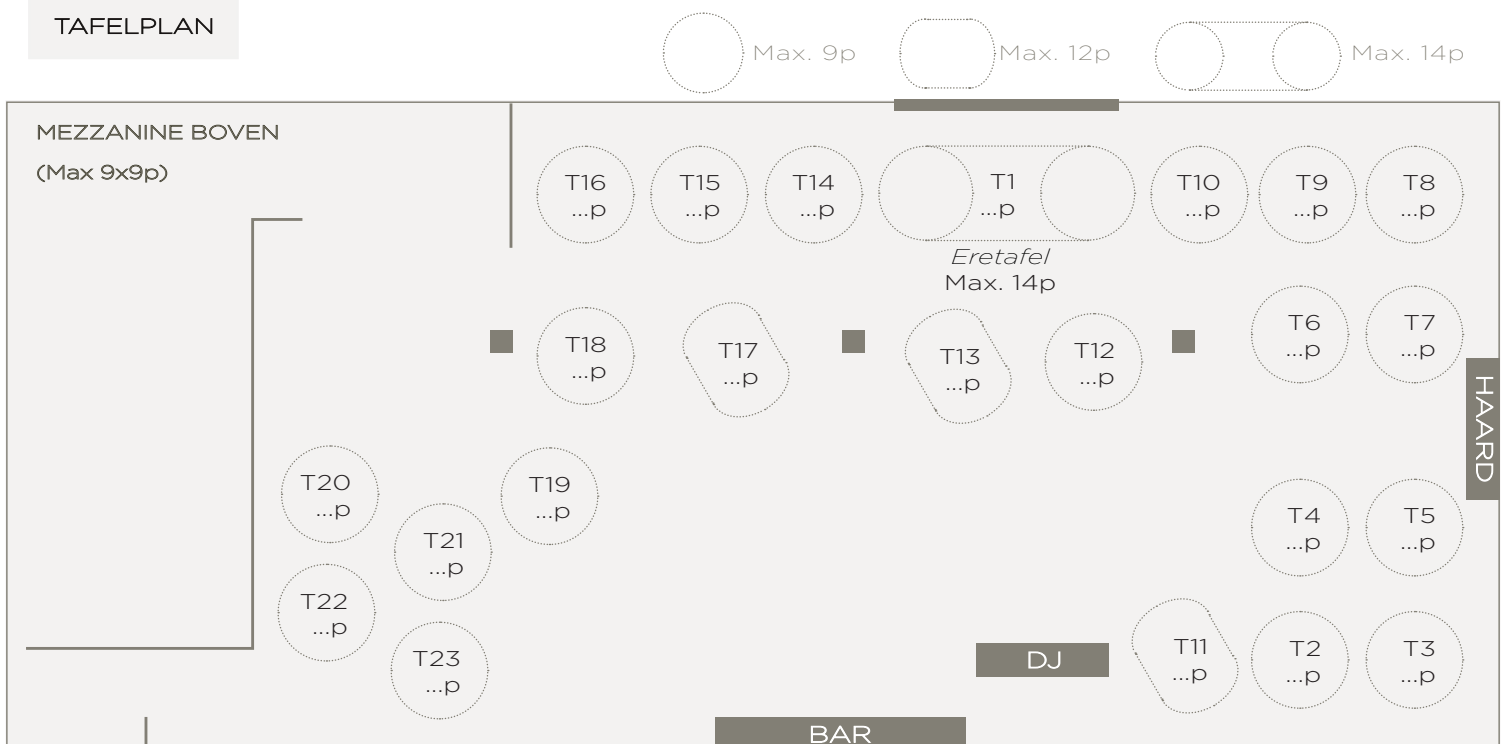 TAFELPLAN
Max. 9p
Max. 12p
Max. 14p
MEZZANINE BOVEN
(Max 9x9p)
T16
...p
T15
...p
T14
...p
T1
...p
T10
...p
T9
...p
T8
...p
Eretafel
Max. 14p
T18
...p
T17
...p
T13
...p
T12
...p
T6
...p
T7
...p
HAARD
T20
...p
T21
...p
T19
...p
T4
...p
T5
...p
T22
...p
T23
...p
DJ
T11
...p
T2
...p
T3
...p
BAR